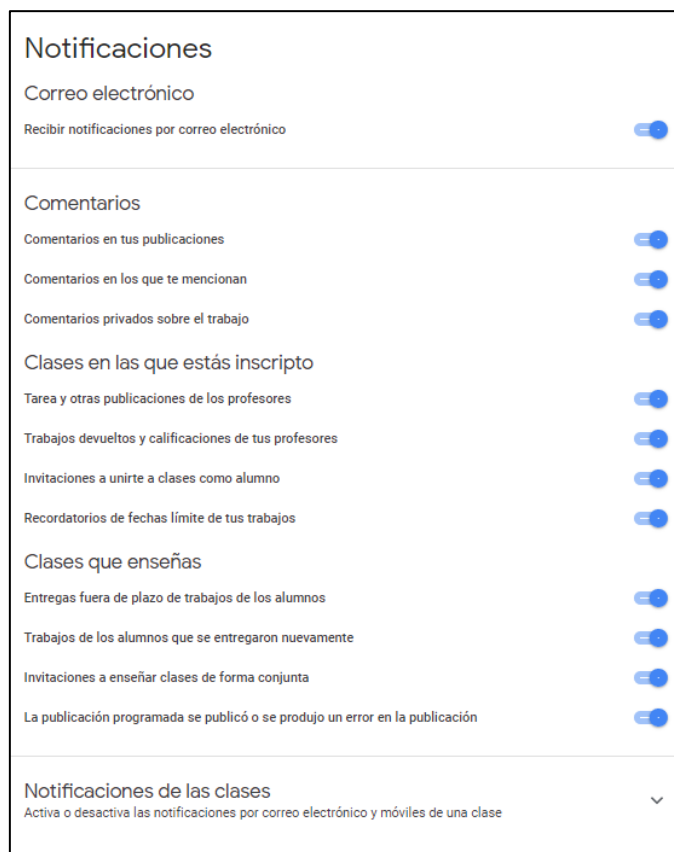 Notificaciones
Correo electrónico
Recibir notificaciones por correo electrónico
Comentarios
Comentarios en tus publicaciones
Comentarios en los que te mencionan
Comentarios privados sobre el trabajo
Clases en las que estás inscripto
Tarea y otras publicaciones de los profesores
Trabajos devueltos y calificaciones de tus profesores
Invitaciones a unirte a clases como alumno
Recordatorios de fechas límite de tus trabajos
Clases que enseñas
Entregas fuera de plazo de trabajos de los alumnos
Trabajos de los alumnos que se entregaron nuevamente
Invitaciones a enseñar clases de forma conjunta
La publicación programada se publicó o se produjo un error en la publicación
Notificaciones de las clases
Activa o desactiva las notificaciones por correo electrónico y móviles de una clase